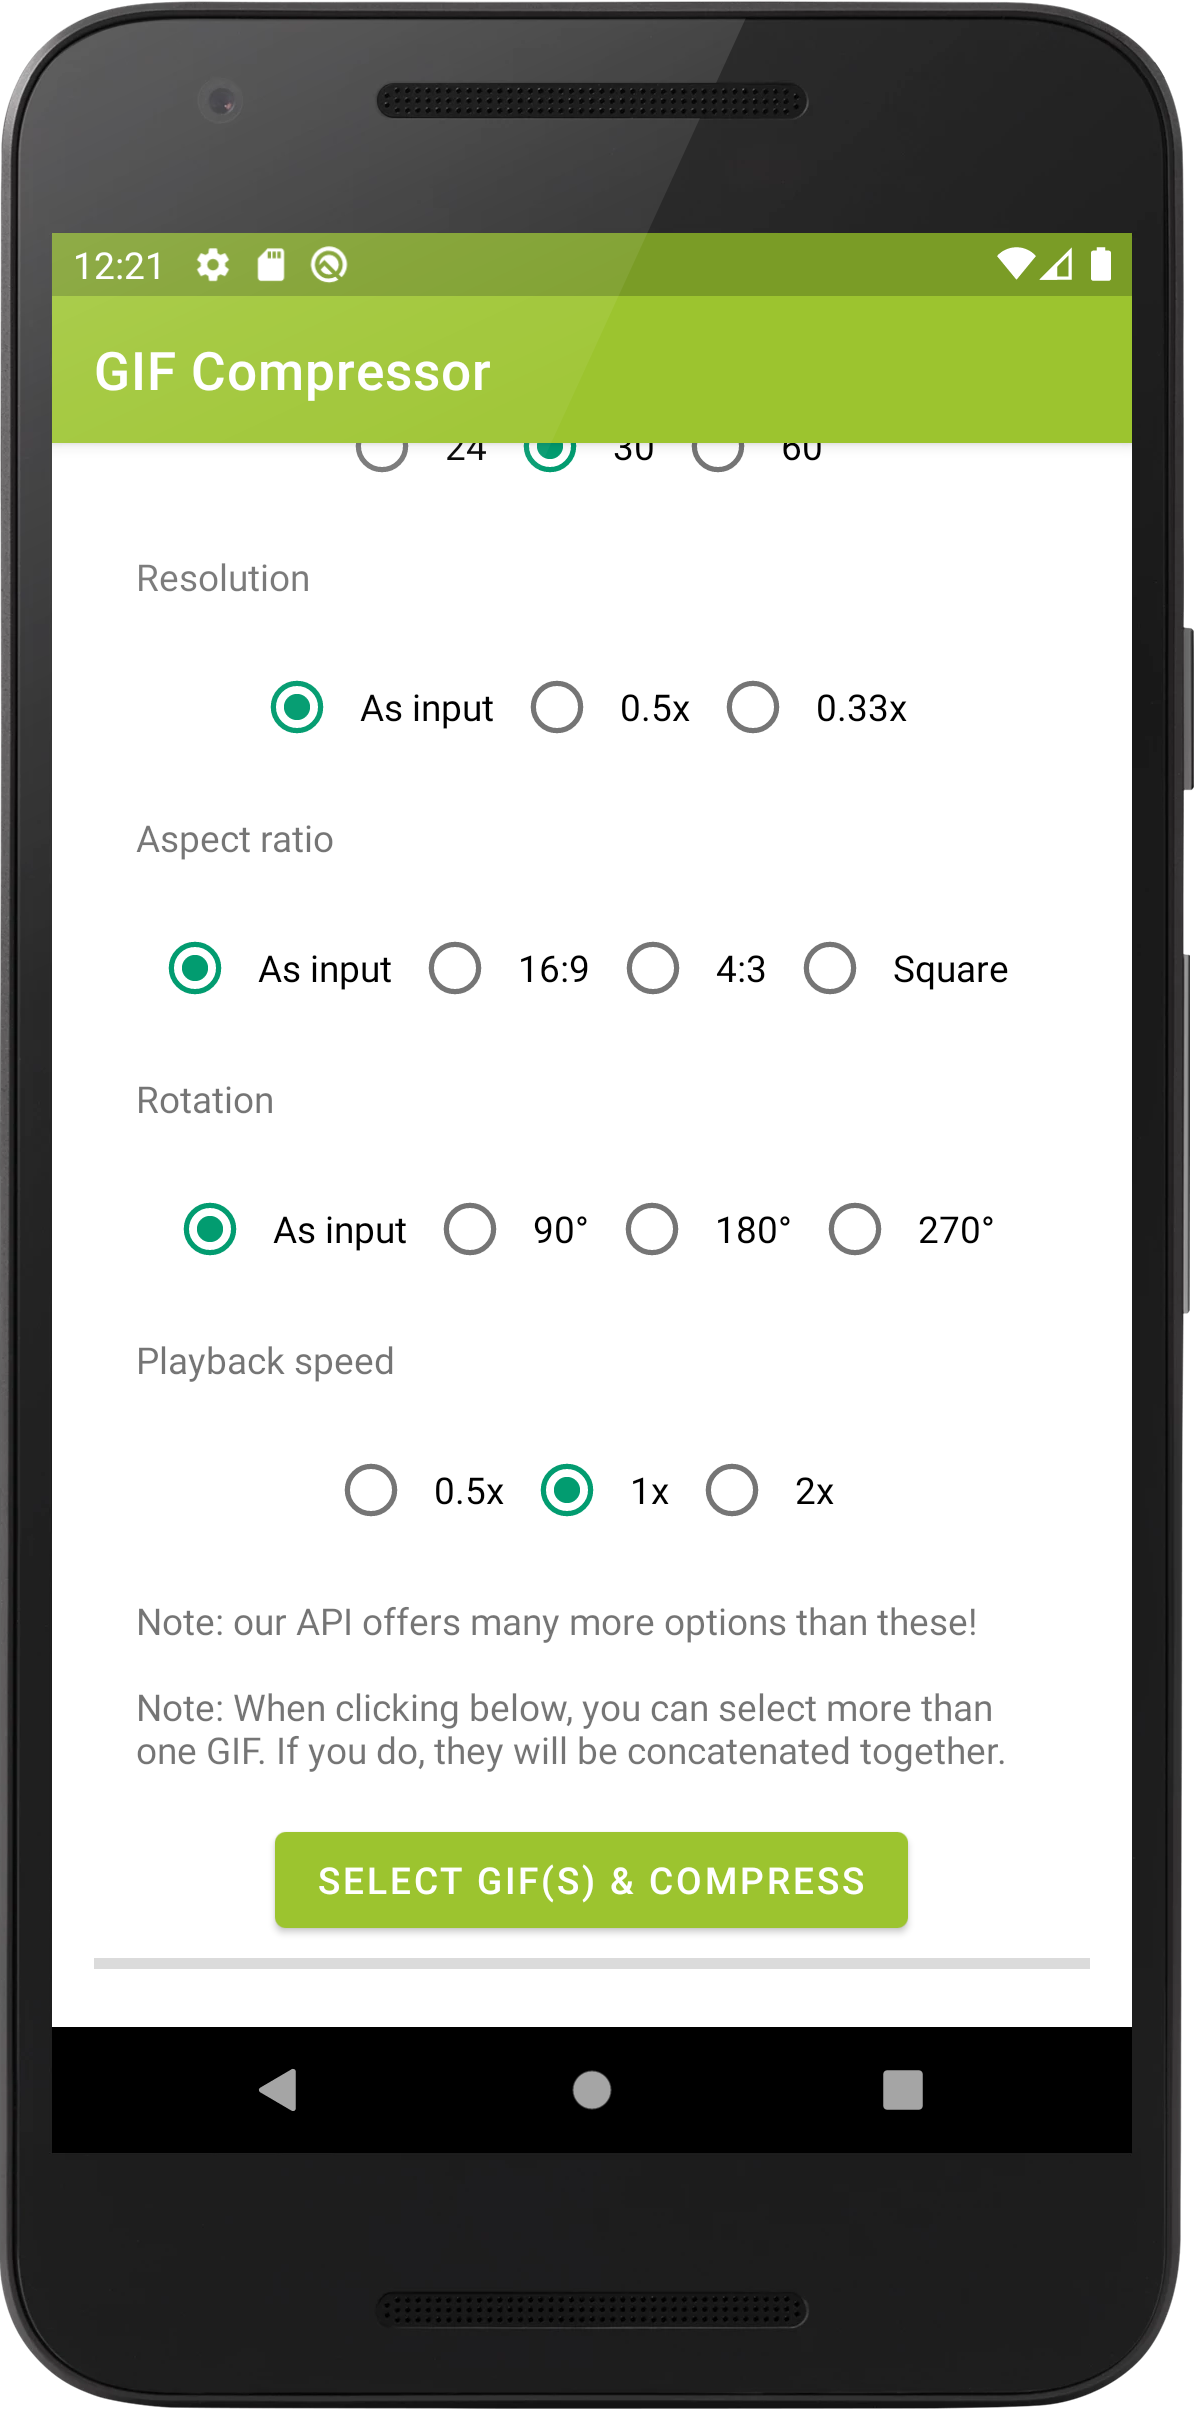 12:21
GIF Compressor
24 30 60
Resolution
As input 0.5x 0.33x
Aspect ratio
As input 16:9 4:3 Square
Rotation
As input 90° 180° 270°
Playback speed
0.5x 1x 2x
Note: our API offers many more options than these!
Note: When clicking below, you can select more than
one GIF. If you do, they will be concatenated together.
SELECT GIF(S) & COMPRESS